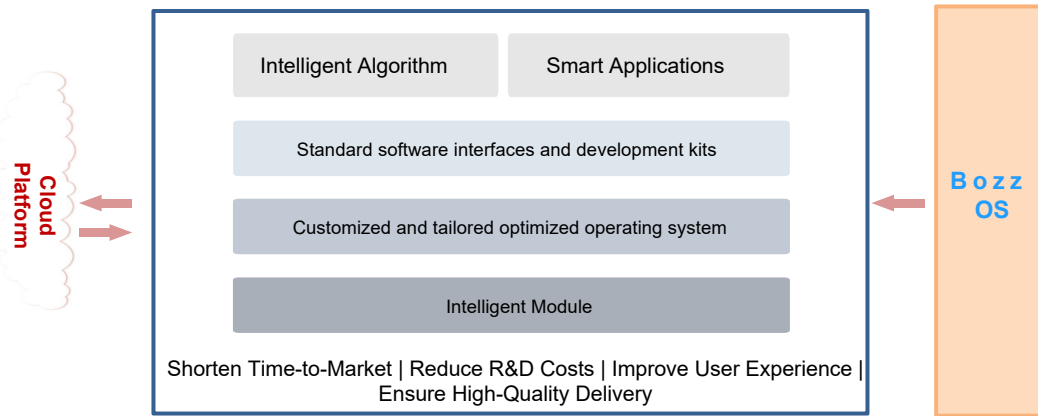 Intelligent Algorithm
Smart Applications
Standard software interfaces and development kits
Customized and tailored optimized operating system
Intelligent Module
Shorten Time-to-Market | Reduce R&D Costs | Improve User Experience |
Ensure High-Quality Delivery
Cloud
Platform
Bozz
OS